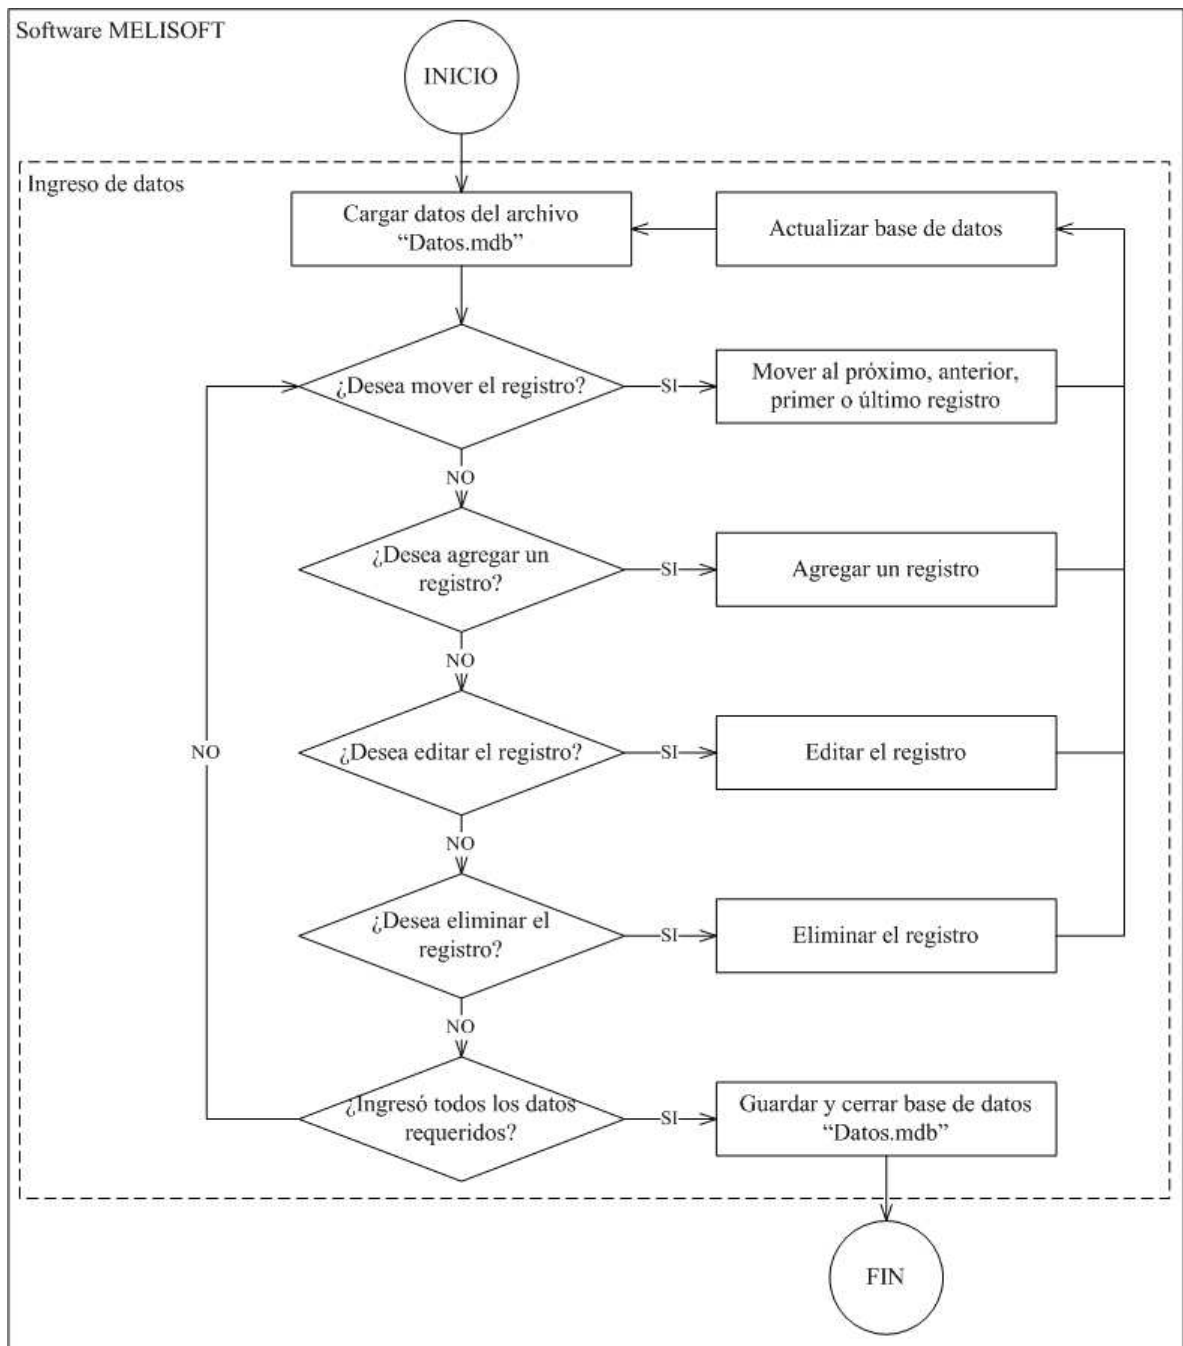 Software MELISOFT
INICIO
Ingreso de datos
Cargar datos del archivo
“Datos.mdb”
Actualizar base de datos
¿Desea mover el registro?
SI
Mover al próximo, anterior,
primer o último registro
NO
¿Desea agregar un
registro?
SI
Agregar un registro
NO
¿Desea editar el registro?
SI
Editar el registro
NO
NO
¿Desea eliminar el
registro?
SI
Eliminar el registro
NO
¿Ingresó todos los datos
requeridos?
SI
Guardar y cerrar base de datos
“Datos.mdb”
FIN